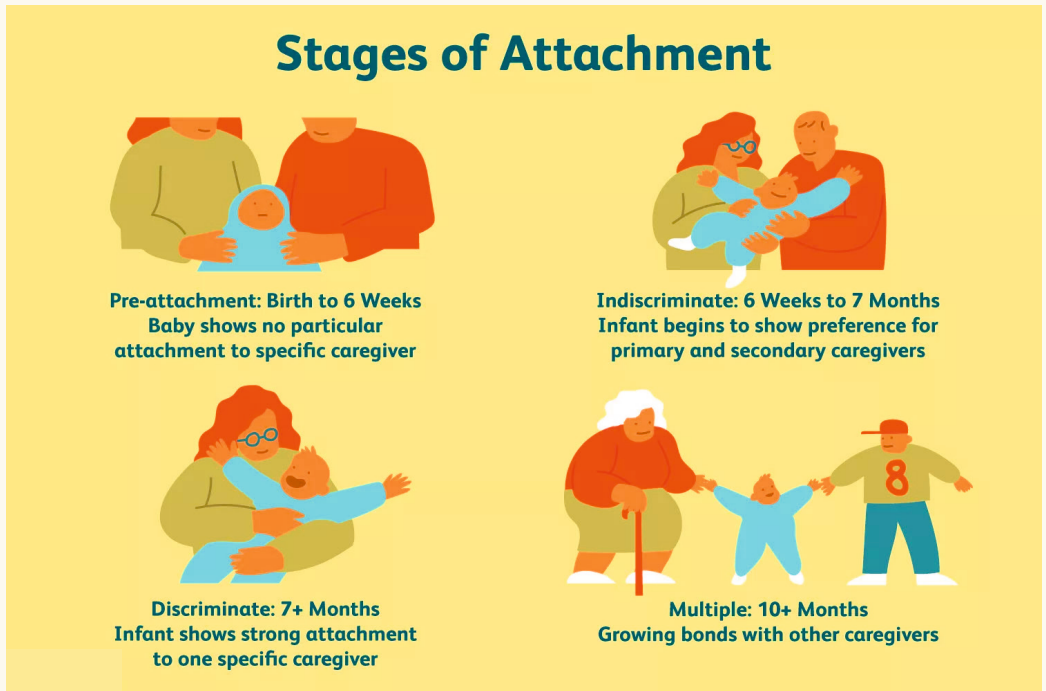 Stages of Attachment
Pre-attachment: Birth to 6 Weeks
Baby shows no particular
attachment to specific caregiver
Indiscriminate: 6 Weeks to 7 Months
Infant begins to show preference for
primary and secondary caregivers
8
Discriminate: 7+ Months
Infant shows strong attachment
to one specific caregiver
Multiple: 10+ Months
Growing bonds with other caregivers